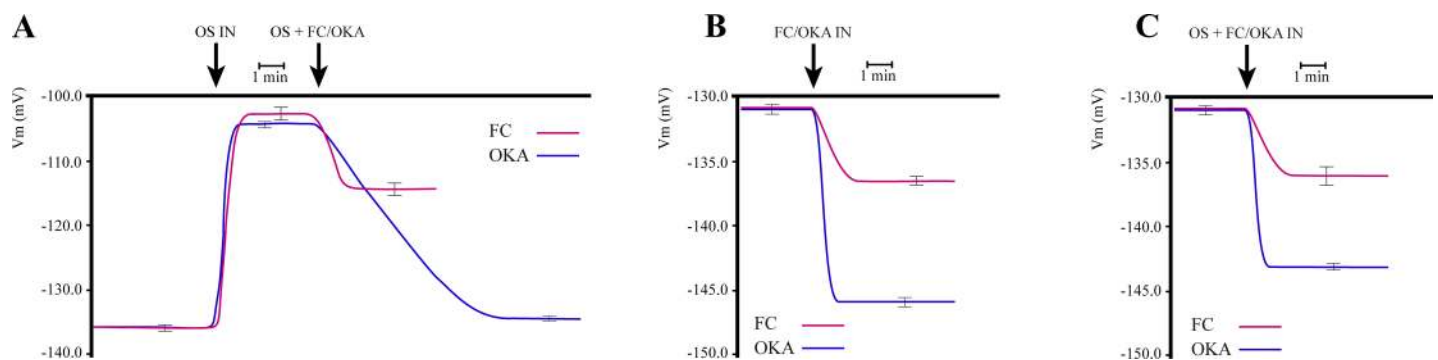 A
OS IN
OS + FC/OKA
1 min
Vm (mV)
-100.0
-110.0
-120.0
-130.0
-140.0
FC
OKA
B
FC/OKA IN
1 min
Vm (mV)
-130.0
-135.0
-140.0
-145.0
-150.0
FC
OKA
C
OS + FC/OKA IN
1 min
Vm (mV)
-130.0
-135.0
-140.0
-145.0
-150.0
FC
OKA